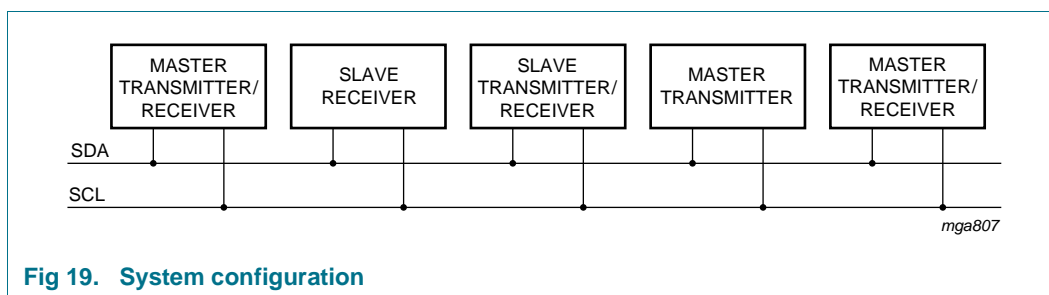 MASTER
TRANSMITTER/
RECEIVER
SLAVE
RECEIVER
SLAVE
TRANSMITTER/
RECEIVER
MASTER
TRANSMITTER
MASTER
TRANSMITTER/
RECEIVER
SDA
SCL
mga807
Fig 19. System configuration